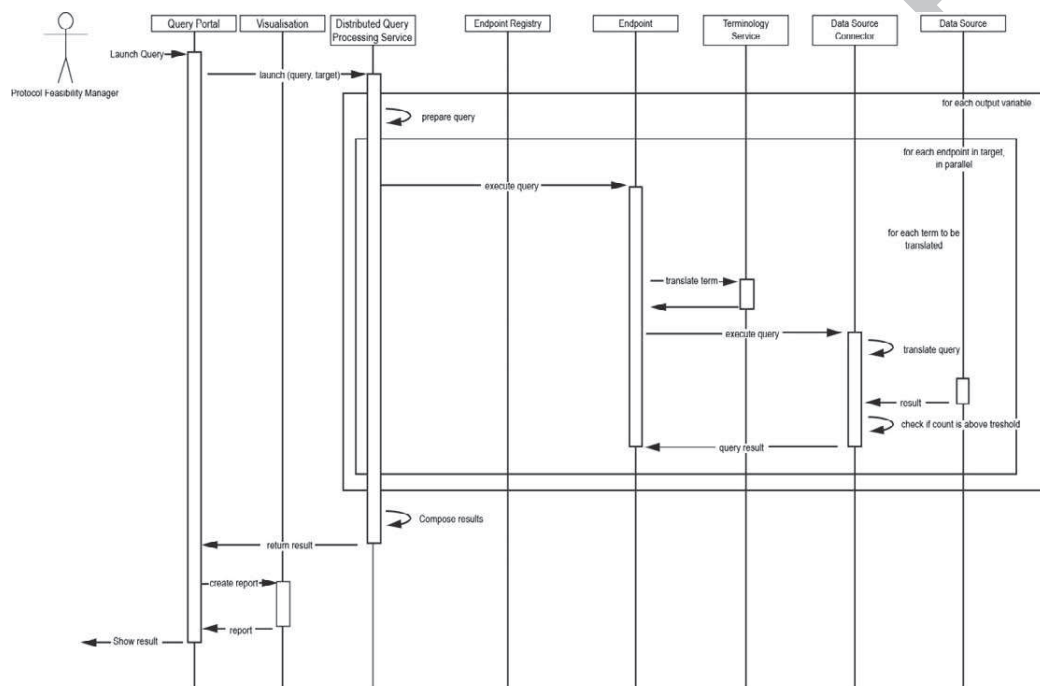 Query Portal
Visualisation
Distributed Query
Processing Service
Endpoint Registry
Endpoint
Terminology
Service
Data Source
Connector
Data Source
Protocol Feasibility Manager
Launch Query
launch (query, target)
for each output variable
prepare query
for each endpoint in target,
in parallel
execute query
for each term to be
translated
translate term
execute query
translate query
result
check if count is above treshold
query result
Compose results
return result
create report
report
Show result